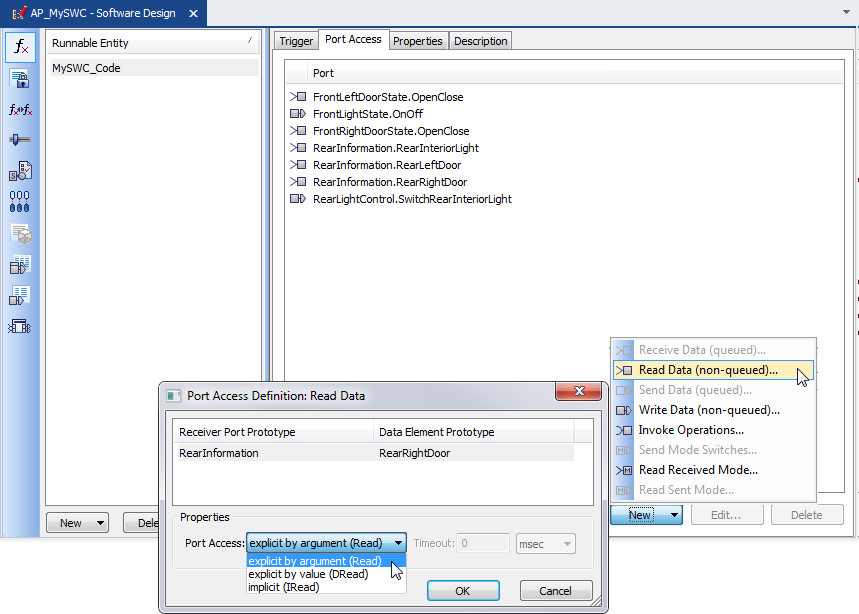 AP_MySWC - Software Design
Runnable Entity
MySWC_Code
Trigger Port Access Properties Description
Port
FrontLeftDoorState.OpenClose
FrontLightState.OnOff
FrontRightDoorState.OpenClose
RearInformation.RearInteriorLight
RearInformation.RearLeftDoor
RearInformation.RearRightDoor
RearLightControl.SwitchRearInteriorLight
Receive Data (queued)...
Read Data (non-queued)...
Send Data (queued)...
Write Data (non-queued)...
Invoke Operations...
Send Mode Switches...
Read Received Mode...
Read Sent Mode...
New Edit... Delete
New Dele
Port Access Definition: Read Data
Receiver Port Prototype Data Element Prototype
RearInformation RearRightDoor
Properties
Port Access: explicit by argument (Read) Timeout: 0 msec
explicit by argument (Read)
explicit by value (DRead)
implicit (IRead)
OK Cancel